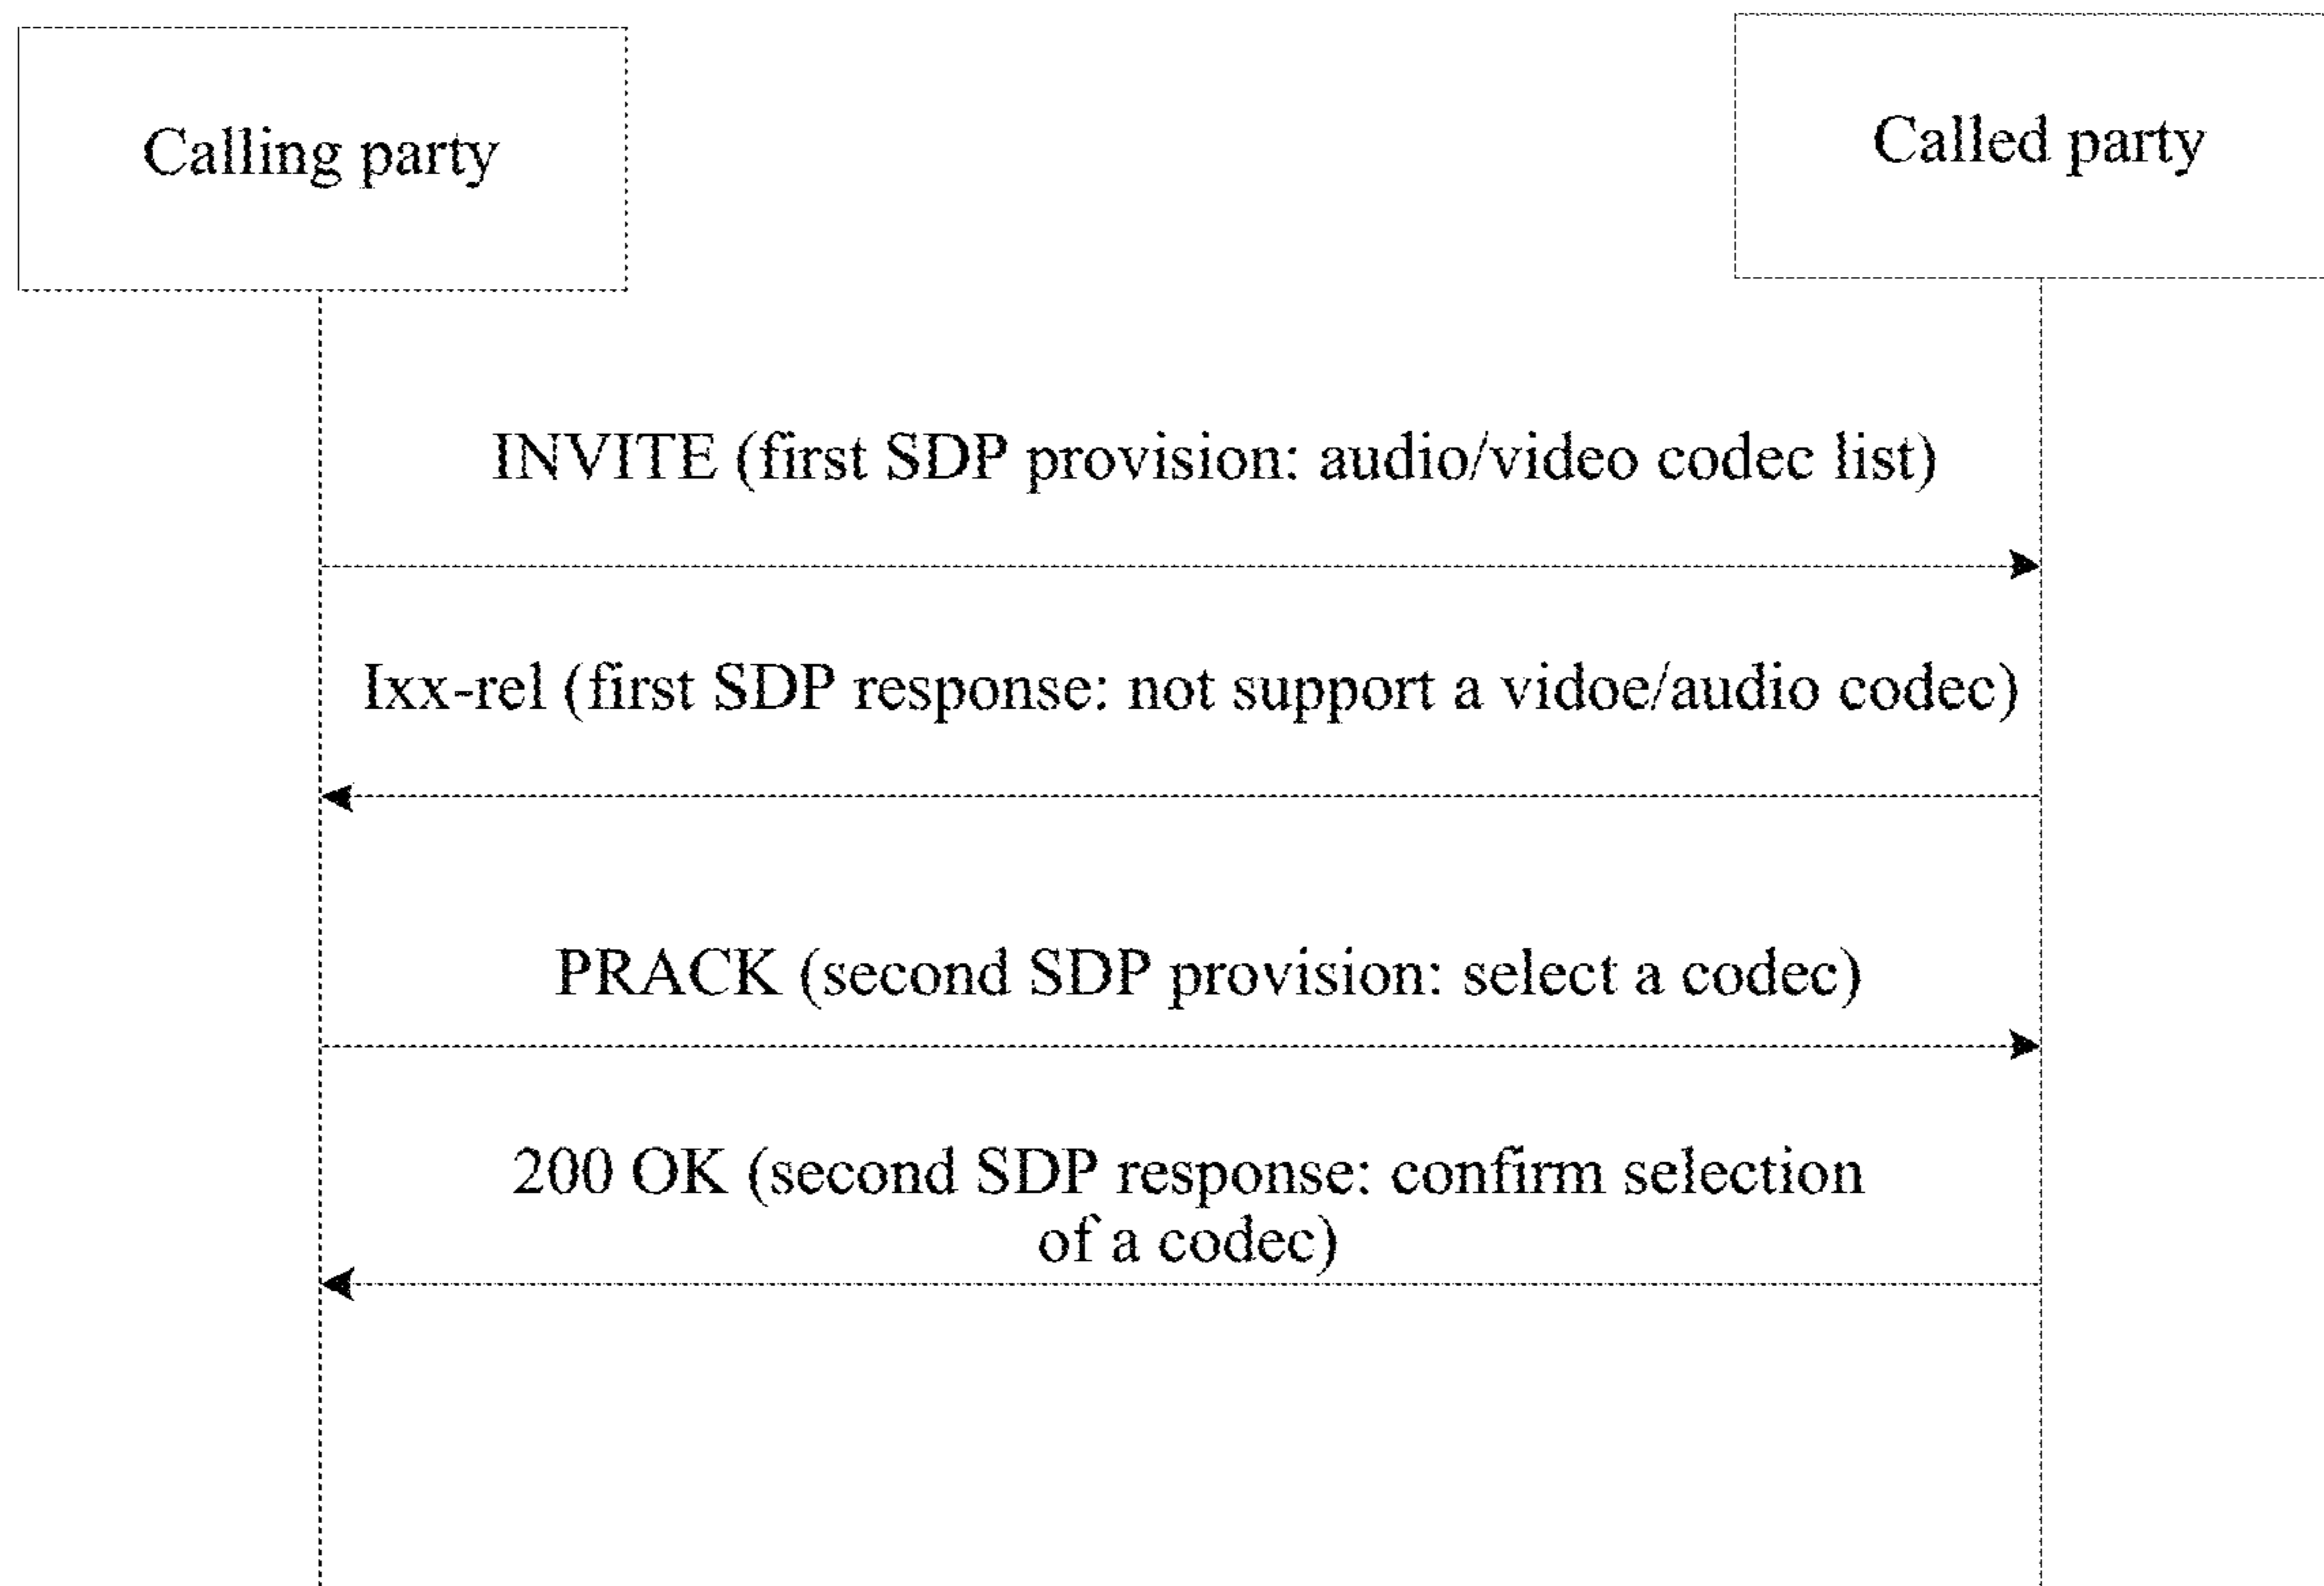 Calling party
Called party
INVITE (first SDP provision: audio/video codec list)
Ixx-rel (first SDP response: not support a vidoe/audio codec)
PRACK (second SDP provision: select a codec)
200 OK (second SDP response: confirm selection
of a codec)